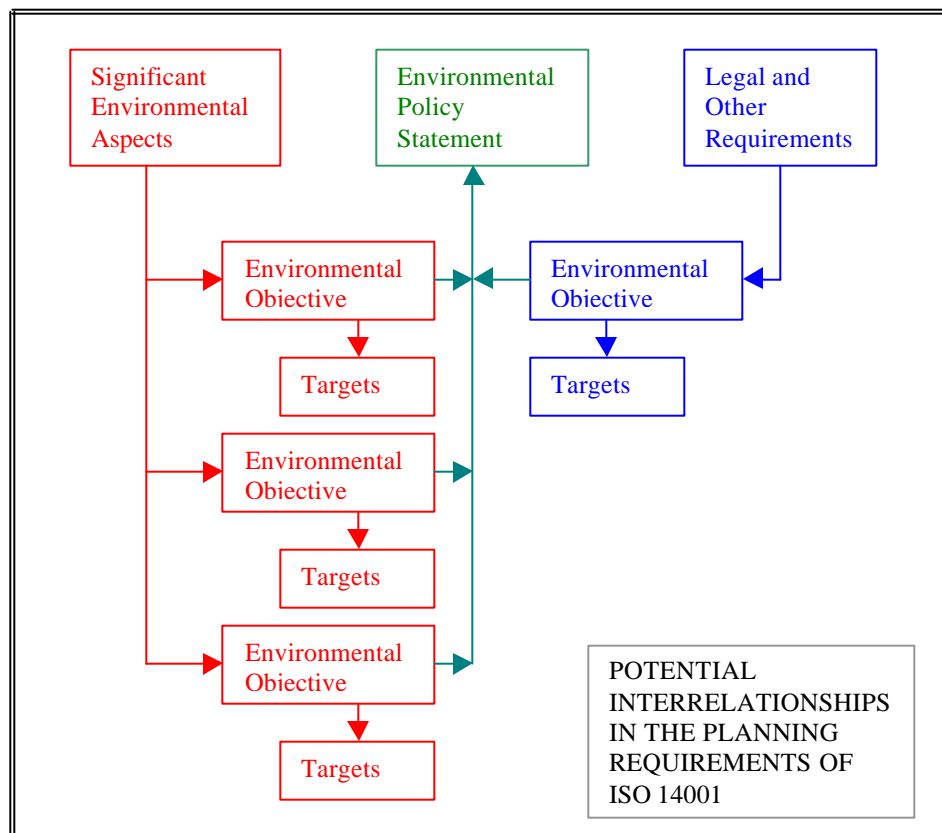 Significant
Environmental
Aspects
Environmental
Policy
Statement
Legal and
Other
Requirements
Environmental
Objective
Environmental
Objective
Targets
Targets
Environmental
Objective
Targets
Environmental
Objective
Targets
POTENTIAL
INTERRELATIONSHIPS
IN THE PLANNING
REQUIREMENTS OF
ISO 14001